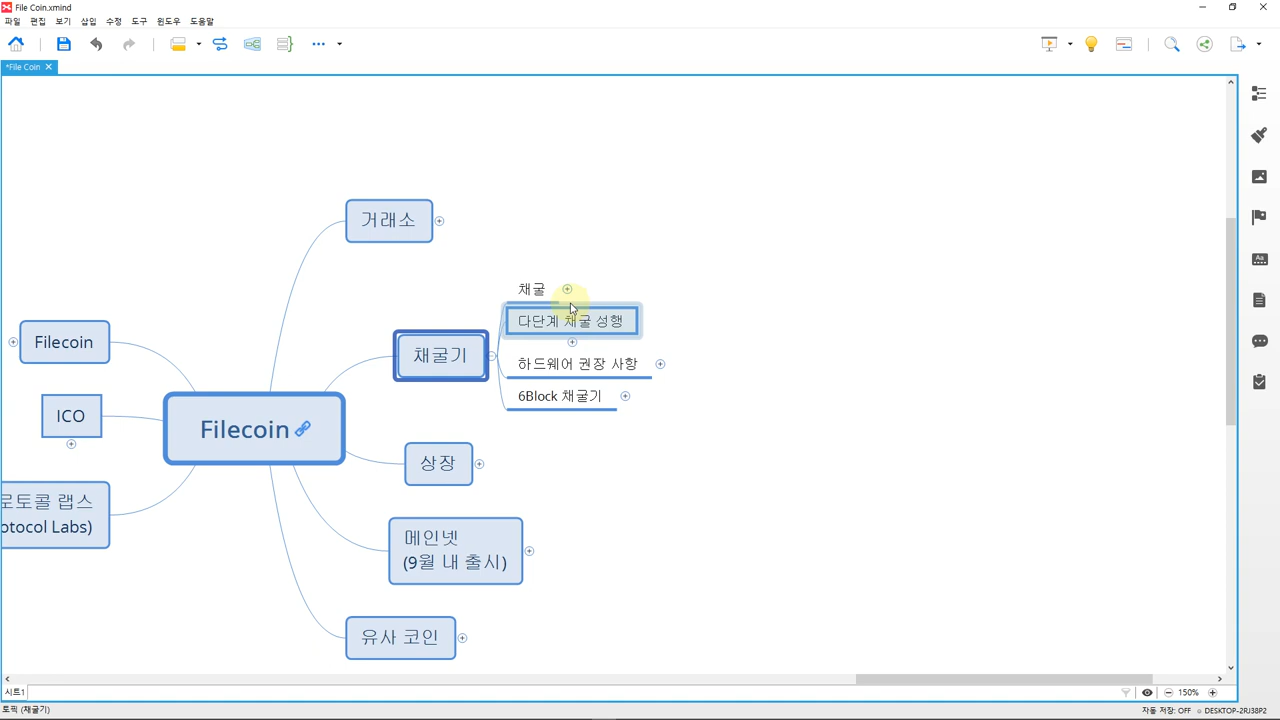 File Coin.xmind
파일 편집 보기 삽입 수정 도구 윈도우 도움말
*File Coin
거래소
채굴
다단계 채굴 성행
Filecoin
채굴기
하드웨어 권장 사항
6Block 채굴기
ICO
Filecoin
상장
로토콜 랩스
otocol Labs)
메인넷
(9월 내 출시)
유사 코인
시트1
150%
토픽 (채굴기)
자동 저장: OFF
DESKTOP-2RJ38P2